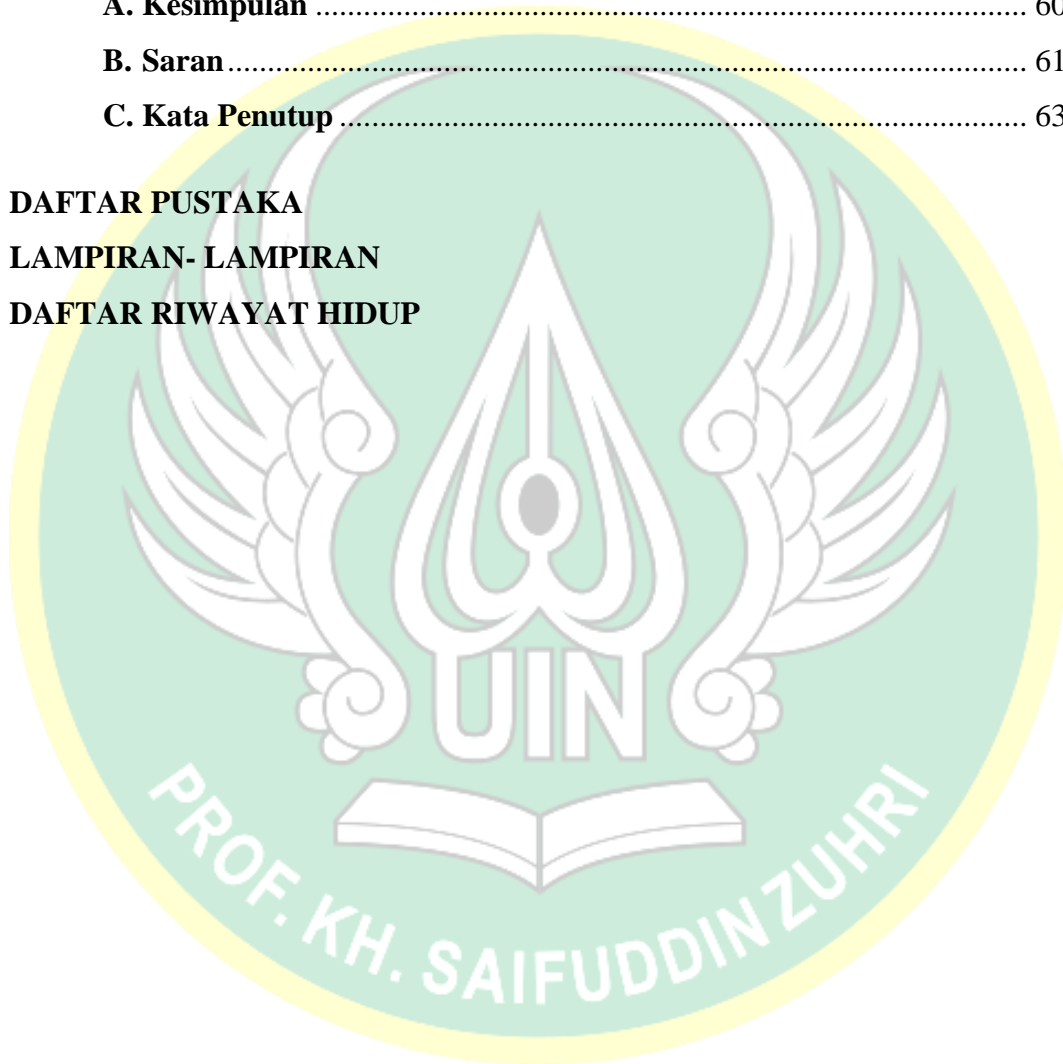 A. Kesimpulan ........................................................................................... 60
B. Saran ...................................................................................................... 61
C. Kata Penutup ........................................................................................ 63
DAFTAR PUSTAKA
LAMPIRAN- LAMPIRAN
DAFTAR RIWAYAT HIDUP
UIN
PROF. KH. SAIFUDDIN ZUHRI